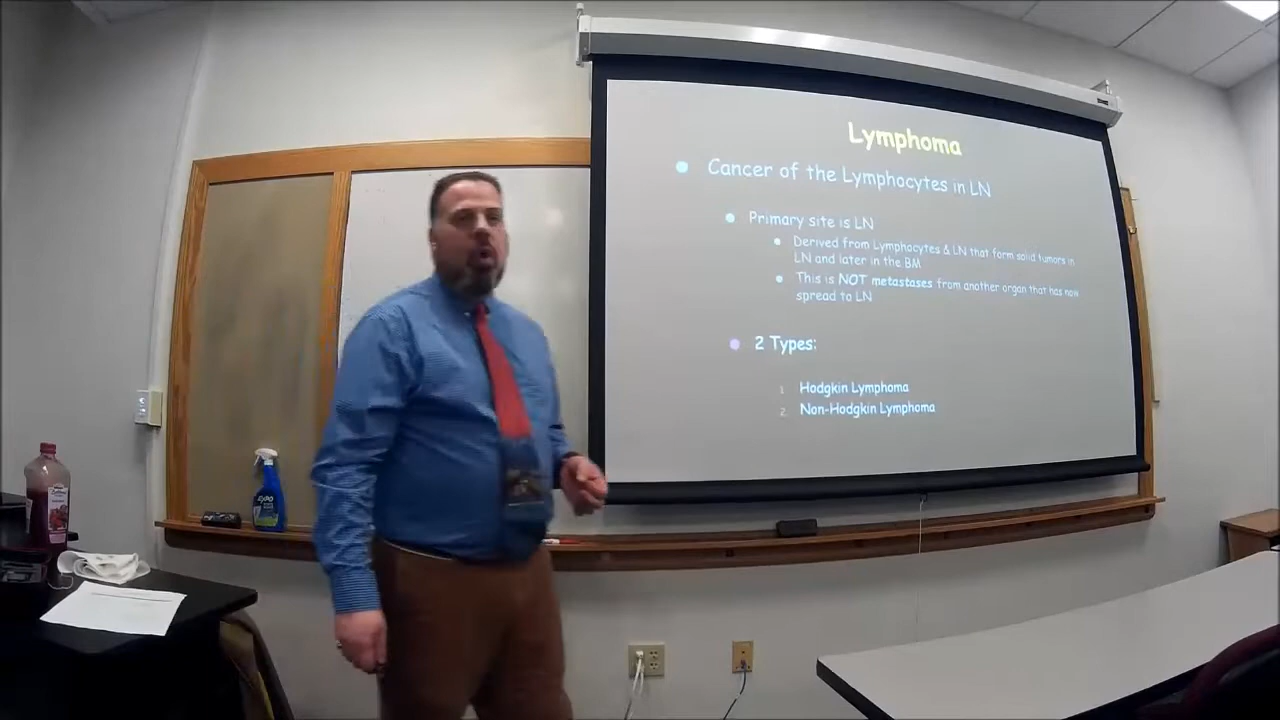 Lymphoma
Cancer of the Lymphocytes in LN
Primary site is LN
Derived from Lymphocytes & LN that form solid tumors in
LN and later in the BM
This is NOT metastases from another organ that has now
spread to LN
2 Types:
1. Hodgkin Lymphoma
2. Non-Hodgkin Lymphoma
EXPO